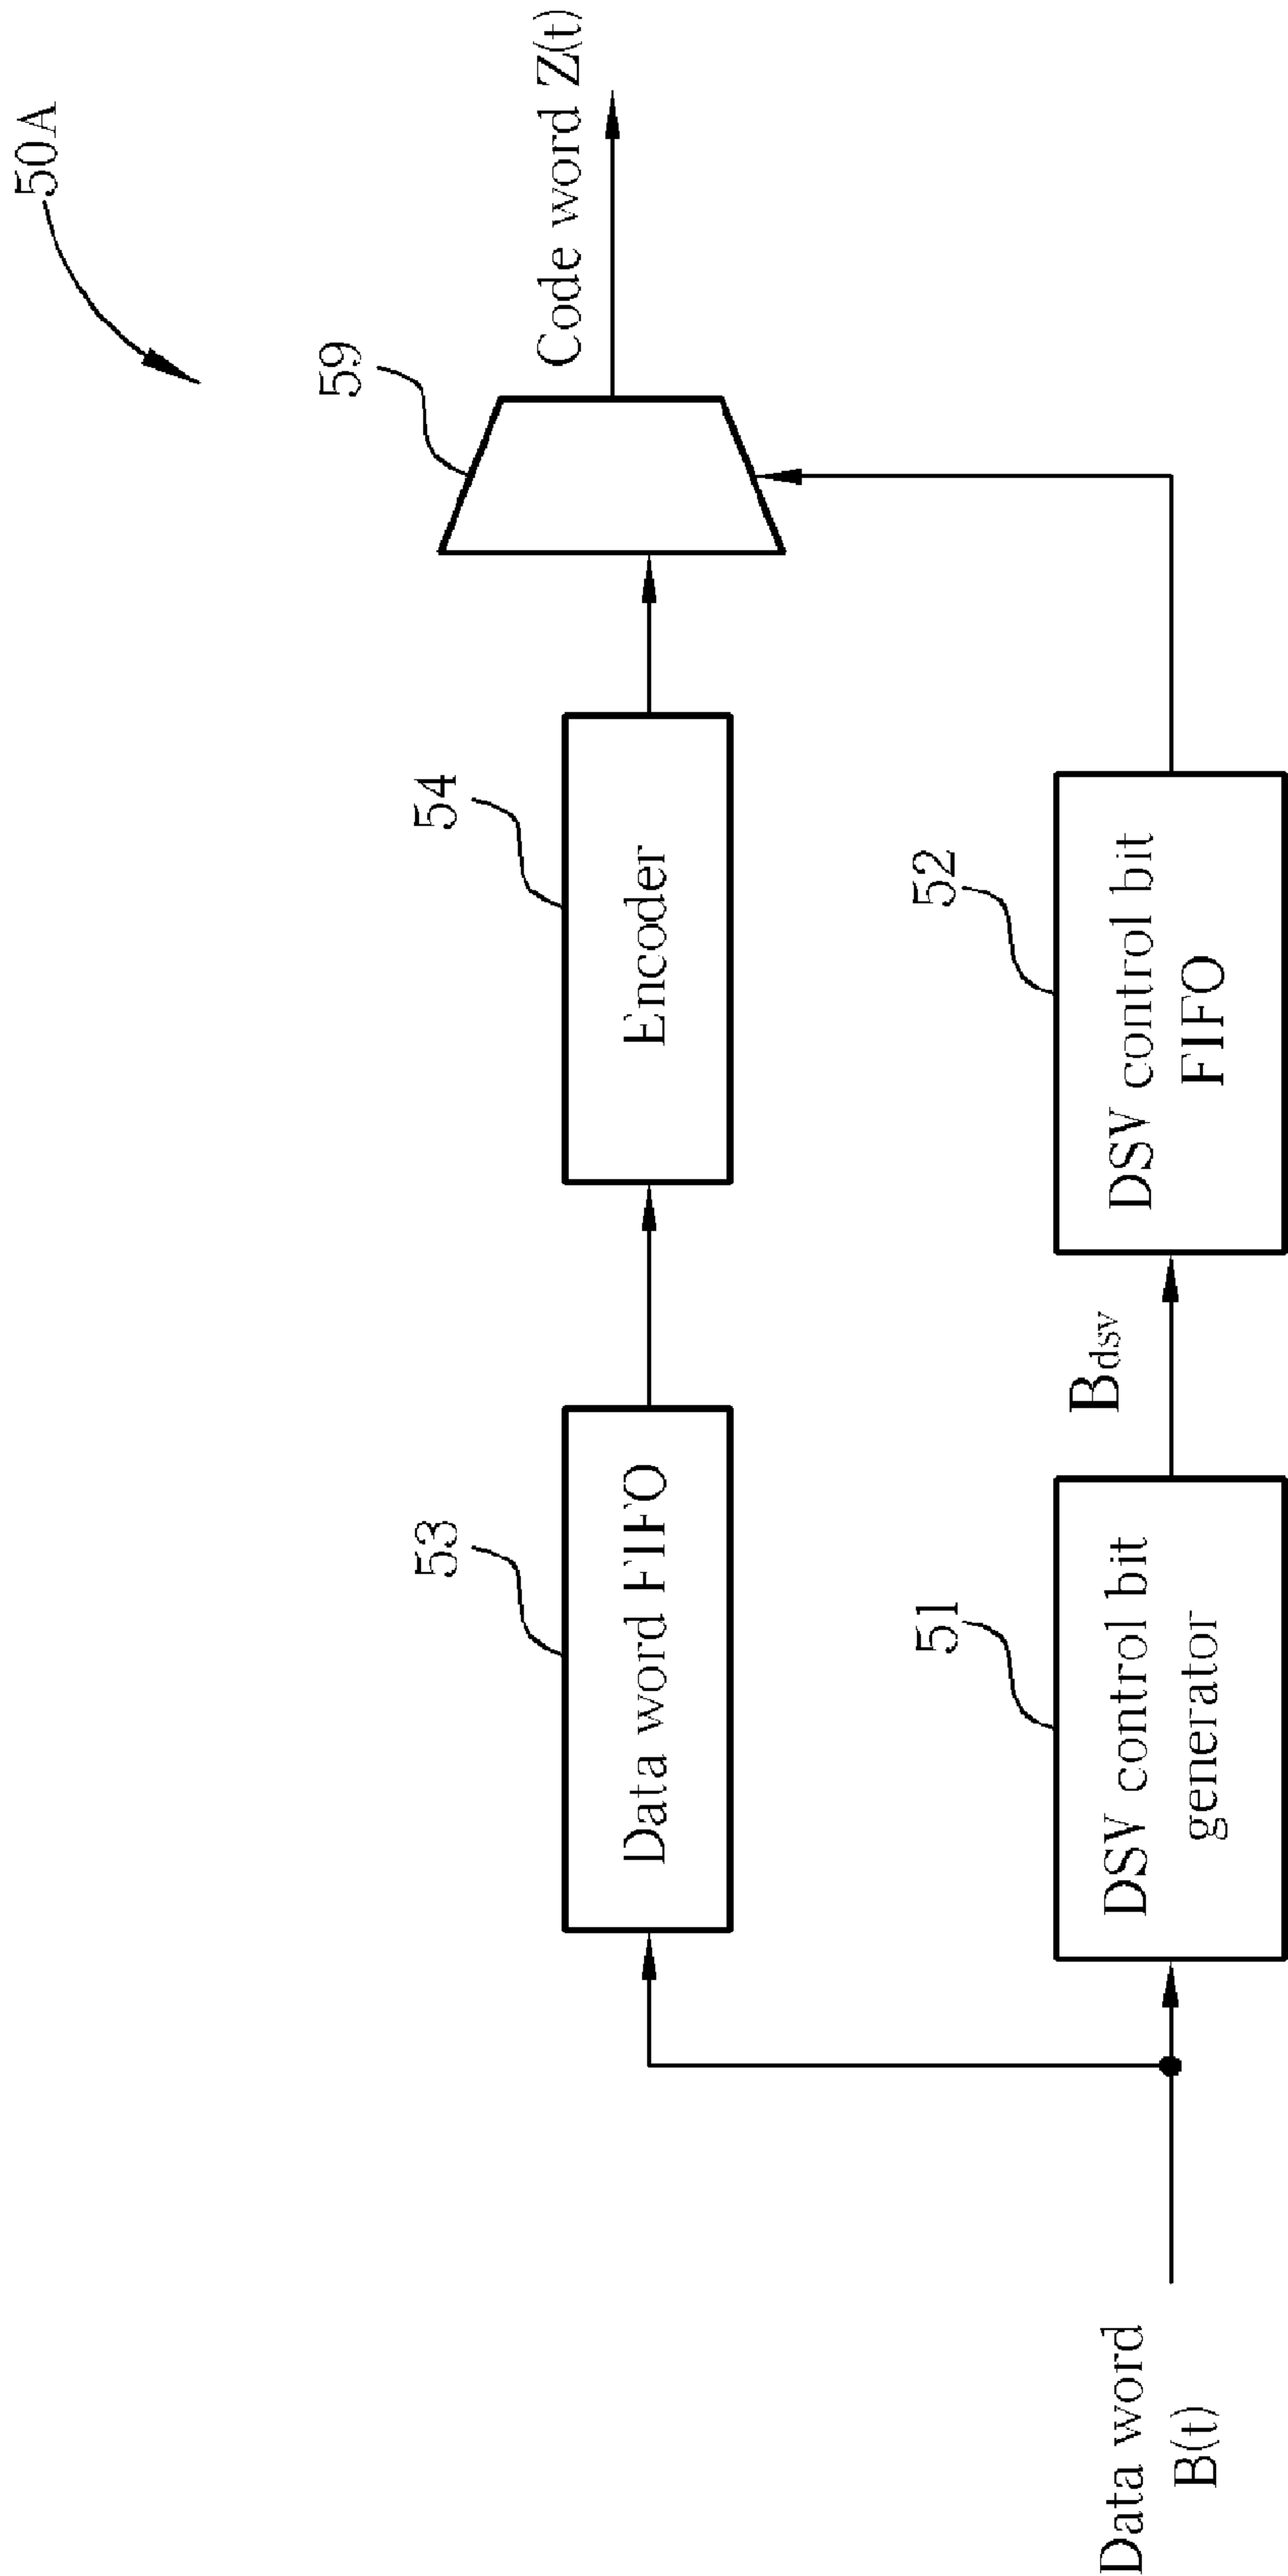 50A
59
Code word Z(t)
54
Encoder
53
Data word FIFO
52
DSV control bit
FIFO
Bdsv
51
DSV control bit
generator
Data word
B(t)